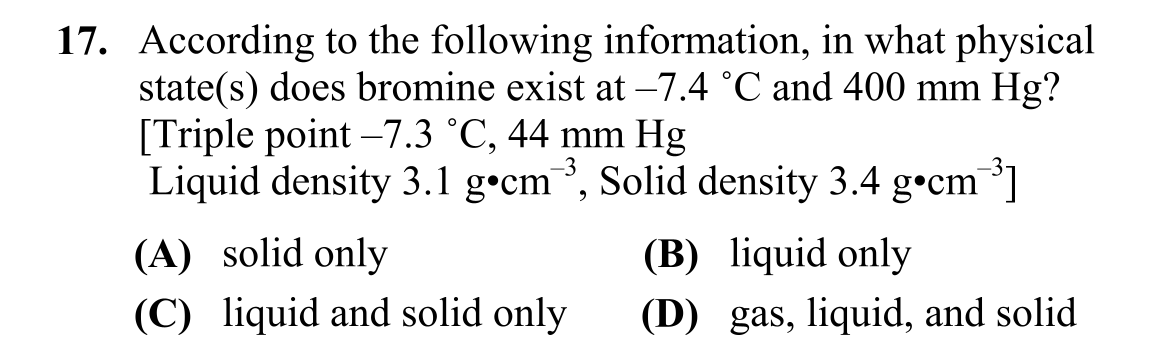 17. According to the following information, in what physical
state(s) does bromine exist at –7.4 ˚C and 400 mm Hg?
[Triple point –7.3 ˚C, 44 mm Hg
Liquid density 3.1 g•cm⁻³, Solid density 3.4 g•cm⁻³]
(A) solid only (B) liquid only
(C) liquid and solid only (D) gas, liquid, and solid